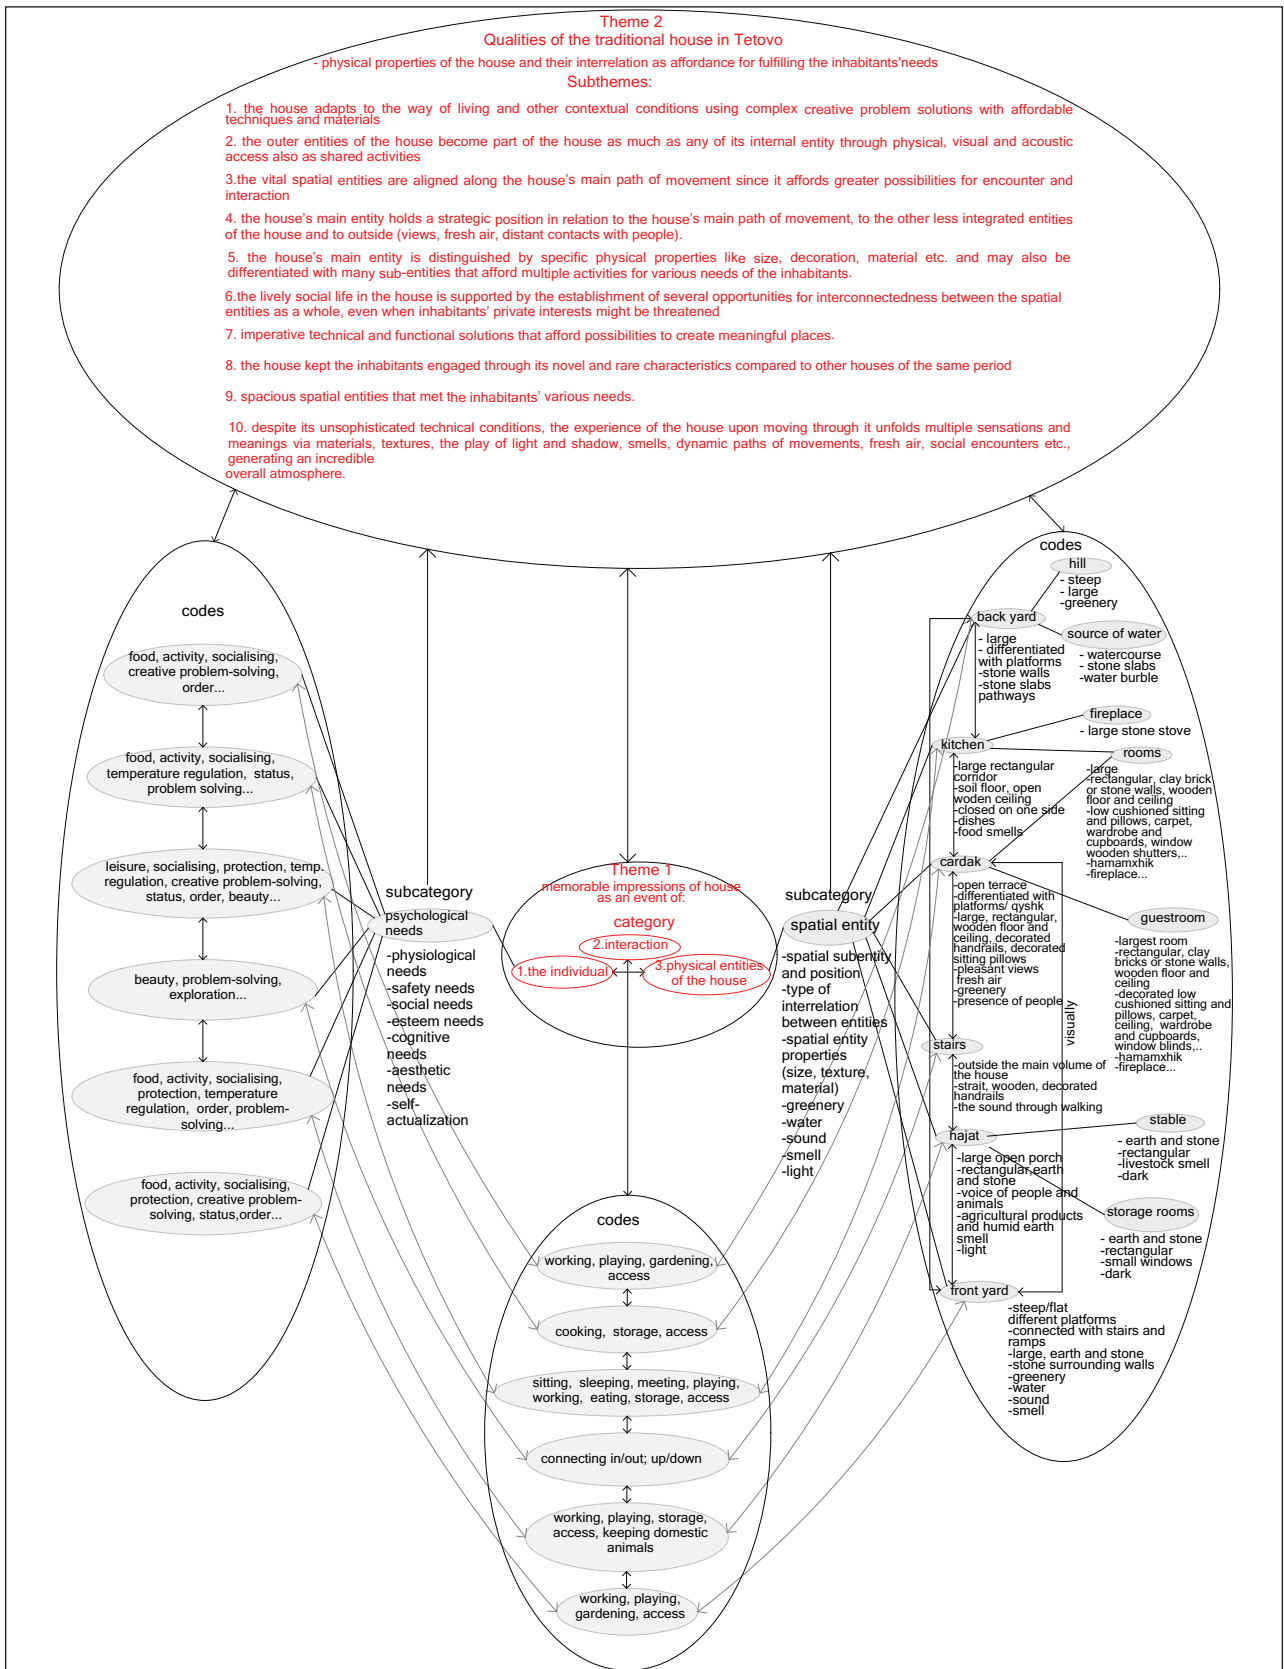 Theme 2
Qualities of the traditional house in Tetovo
- physical properties of the house and their interrelation as affordance for fulfilling the inhabitants'needs
Subthemes:
1. the house adapts to the way of living and other contextual conditions using complex creative problem solutions with affordable
techniques and materials
2. the outer entities of the house become part of the house as much as any of its internal entity through physical, visual and acoustic
access also as shared activities
3.the vital spatial entities are aligned along the house's main path of movement since it affords greater possibilities for encounter and
interaction
4. the house's main entity holds a strategic position in relation to the house's main path of movement, to the other less integrated entities
of the house and to outside (views, fresh air, distant contacts with people).
5. the house's main entity is distinguished by specific physical properties like size, decoration, material etc. and may also be
differentiated with many sub-entities that afford multiple activities for various needs of the inhabitants.
6.the lively social life in the house is supported by the establishment of several opportunities for interconnectedness between the spatial
entities as a whole, even when inhabitants' private interests might be threatened
7. imperative technical and functional solutions that afford possibilities to create meaningful places.
8. the house kept the inhabitants engaged through its novel and rare characteristics compared to other houses of the same period
9. spacious spatial entities that met the inhabitants' various needs.
10. despite its unsophisticated technical conditions, the experience of the house upon moving through it unfolds multiple sensations and
meanings via materials, textures, the play of light and shadow, smells, dynamic paths of movements, fresh air, social encounters etc.,
generating an incredible
overall atmosphere.
codes
food, activity, socialising,
creative problem-solving,
order...
food, activity, socialising,
temperature regulation, status,
problem solving...
leisure, socialising, protection, temp.
regulation, creative problem-solving,
status, order, beauty...
beauty, problem-solving,
exploration...
food, activity, socialising,
protection, temperature
regulation, order, problem-
solving...
food, activity, socialising,
protection, creative problem-
solving, status,order...
subcategory
psychological
needs
-physiological
needs
-safety needs
-social needs
-esteem needs
-cognitive
needs
-aesthetic
needs
-self-
actualization
Theme 1
memorable impressions of house
as an event of:
category
2.interaction
1.the individual
3.physical entities
of the house
subcategory
spatial entity
-spatial subentity
and position
-type of
interrelation
between entities
-spatial entity
properties
(size, texture,
material)
-greenery
-water
-sound
-smell
-light
codes
working, playing, gardening,
access
cooking, storage, access
sitting, sleeping, meeting, playing,
working, eating, storage, access
connecting in/out; up/down
working, playing, storage,
access, keeping domestic
animals
working, playing,
gardening, access
codes
hill
- steep
- large
-greenery
back yard
- large
- differentiated
with platforms
-stone walls
-stone slabs
pathways
source of water
- watercourse
- stone slabs
-water burble
fireplace
- large stone stove
kitchen
-large rectangular
corridor
-soil floor, open
woden ceiling
-closed on one side
-dishes
-food smells
rooms
-large
-rectangular, clay brick
or stone walls, wooden
floor and ceiling
-low cushioned sitting
and pillows, carpet,
wardrobe and
cupboards, window
wooden shutters,..
-hamamxhik
-fireplace...
cardak
-open terrace
-differentiated with
platforms/ qyshk
-large, rectangular,
wooden floor and
ceiling, decorated
handrails, decorated
sitting pillows
-pleasant views
fresh air
-greenery
-presence of people
visually
guestroom
-largest room
-rectangular, clay
bricks or stone walls,
wooden floor and
ceiling
-decorated low
cushioned sitting and
pillows, carpet,
ceiling, wardrobe
and cupboards,
window blinds,..
-hamamxhik
-fireplace...
stairs
-outside the main volume of
the house
-strait, wooden, decorated
handrails
-the sound through walking
hajat
-large open porch
-rectangular,earth
and stone
-voice of people and
animals
-agricultural products
and humid earth
smell
-light
stable
- earth and stone
-rectangular
-livestock smell
-dark
storage rooms
- earth and stone
-rectangular
-small windows
-dark
front yard
-steep/flat
different platforms
-connected with stairs and
ramps
-large, earth and stone
-stone surrounding walls
-greenery
-water
-sound
-smell